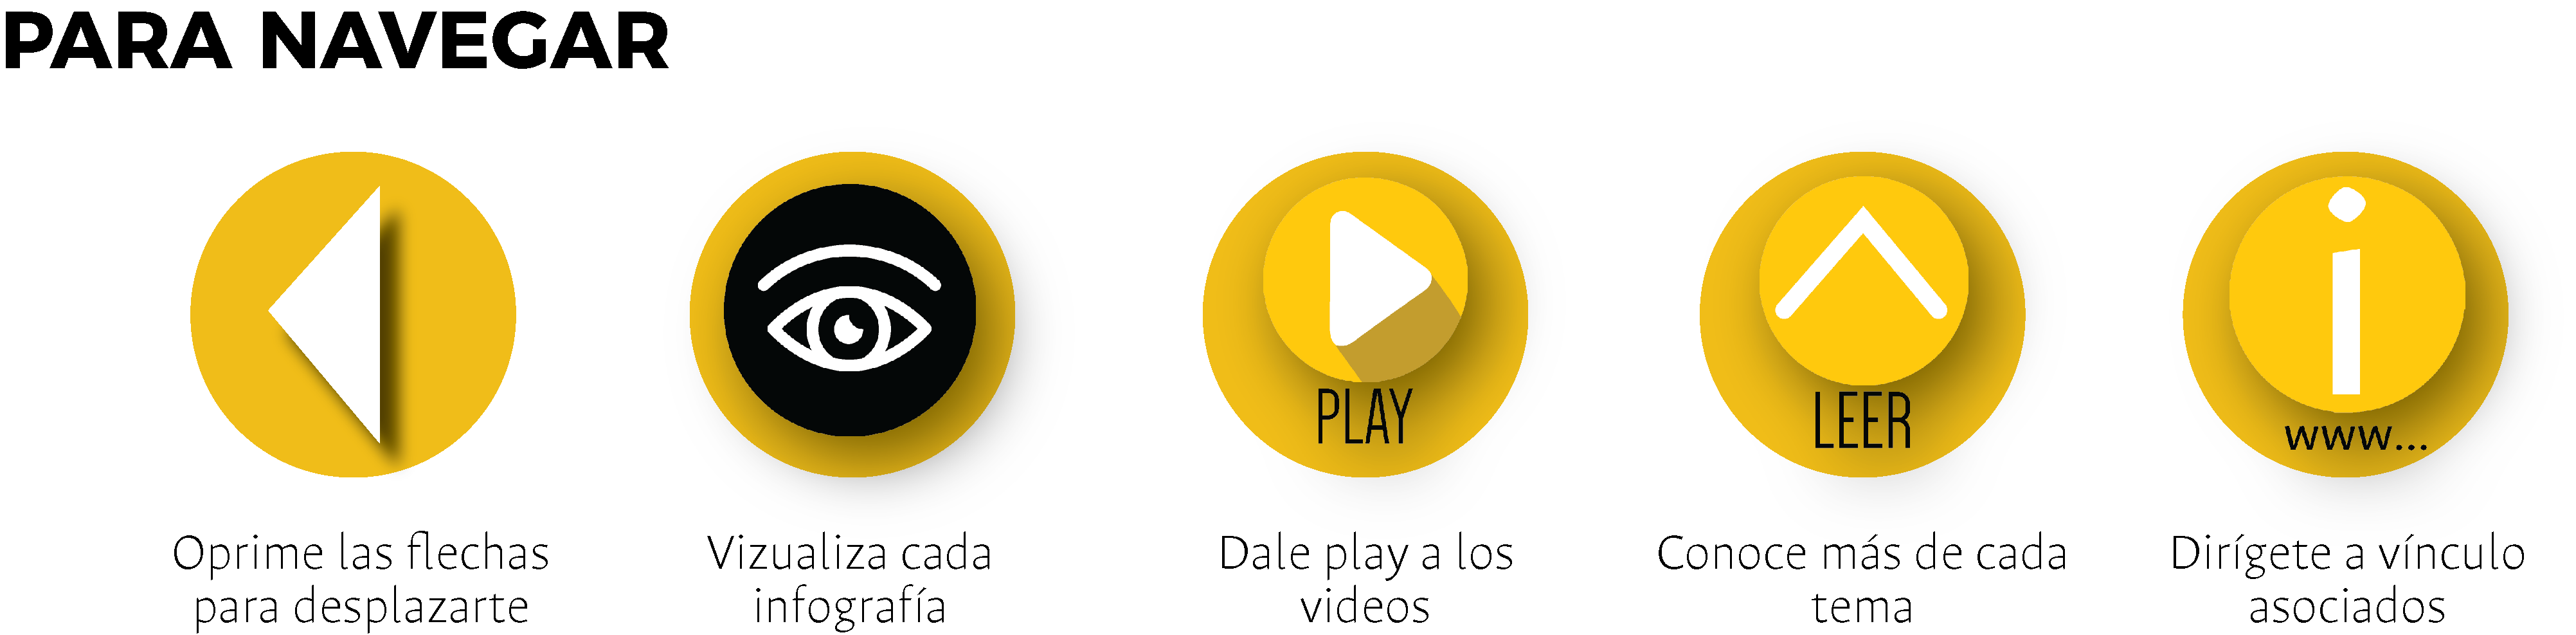 PARA NAVEGAR
PLAY
LEER
i
www...
Oprime las flechas
para desplazarte
Vizualiza cada
infografía
Dale play a los
videos
Conoce más de cada
tema
Dirígete a vínculo
asociados